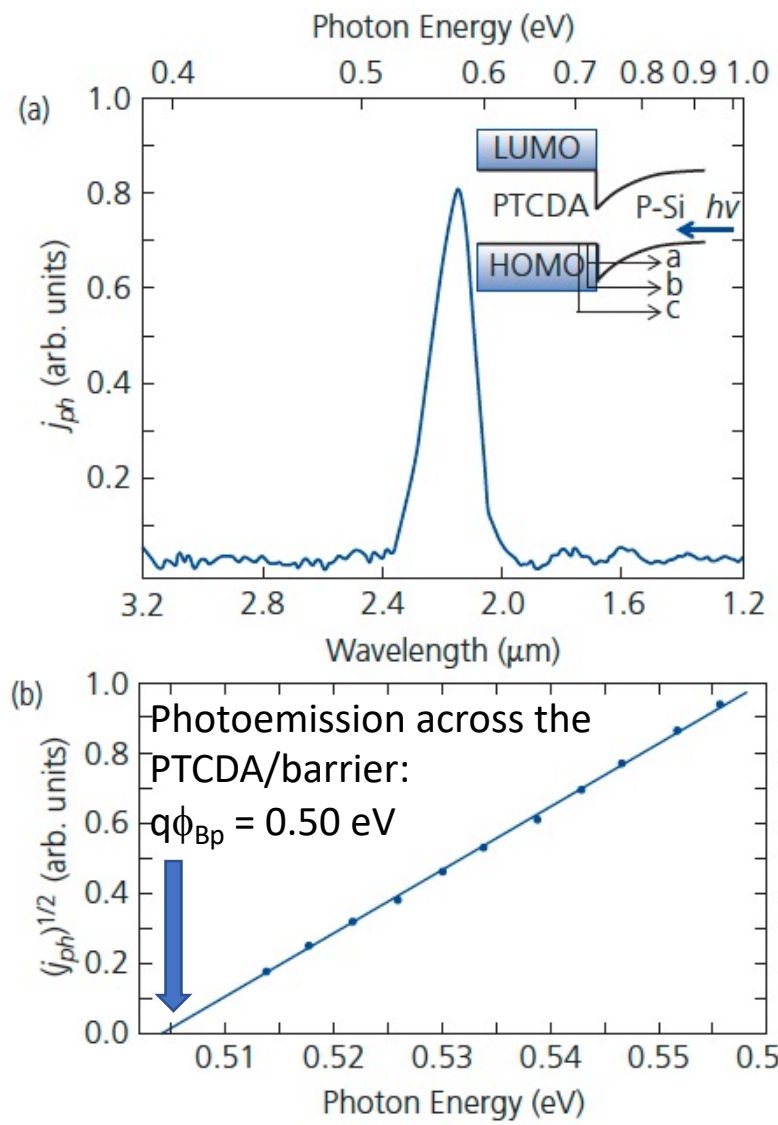 Photon Energy (eV)
0.4 0.5 0.6 0.7 0.8 0.9 1.0
(a)
1.0
0.8
0.6
0.4
0.2
j_ph (arb. units)
LUMO
PTCDA P-Si hν
HOMO
a
b
c
3.2 2.8 2.4 2.0 1.6 1.2
Wavelength (μm)
(b)
1.0
0.8
0.6
0.4
0.2
0.0
(j_ph)^1/2 (arb. units)
Photoemission across the
PTCDA/barrier:
qϕ_Bp = 0.50 eV
0.51 0.52 0.53 0.54 0.55 0.5
Photon Energy (eV)